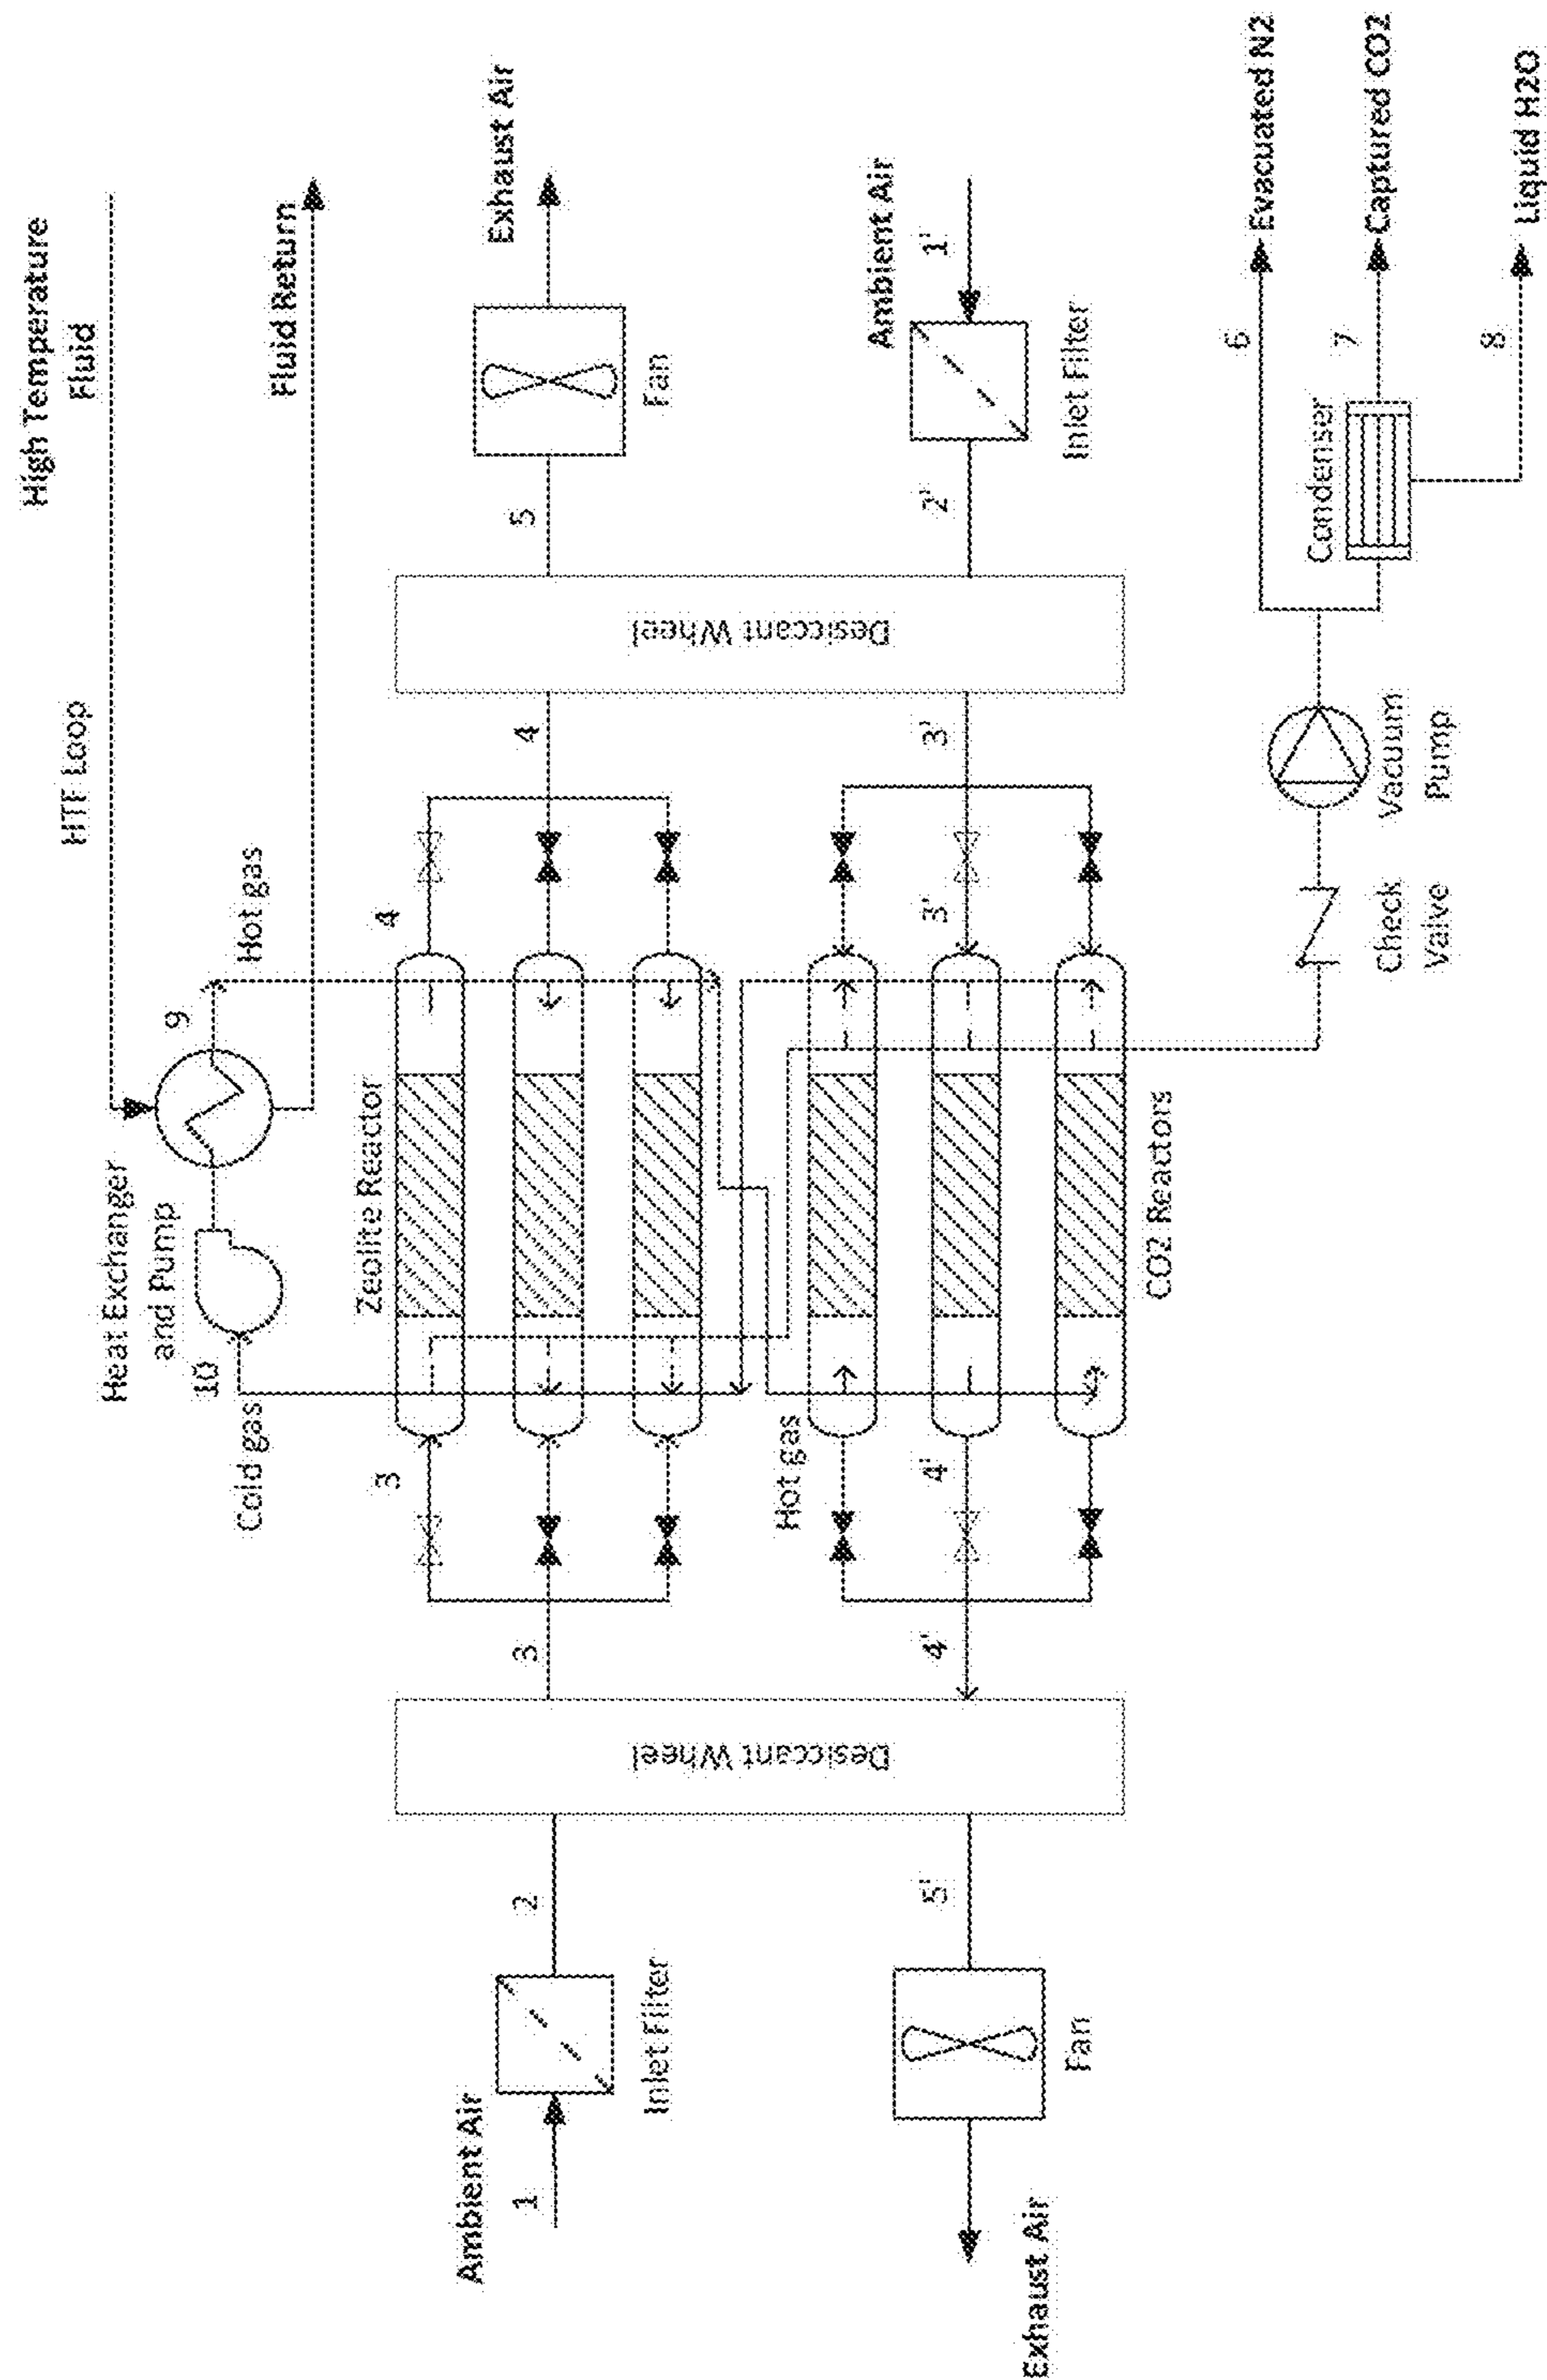 High Temperature
Fluid
HTF Loop
Fluid Return
Heat Exchanger
and Pump
9
Hot gas
10
Cold gas
Ambient Air
1
Inlet Filter
2
Desiccant Wheel
3
3
Zeolite Reactor
4
4
Desiccant Wheel
5
Fan
Exhaust Air
Ambient Air
1'
Inlet Filter
2'
3'
3'
Hot gas
CO2 Reactors
4'
4'
5'
Fan
Exhaust Air
Check
Valve
Vacuum
Pump
Condenser
6
Evacuated N2
7
Captured CO2
8
Liquid H2O